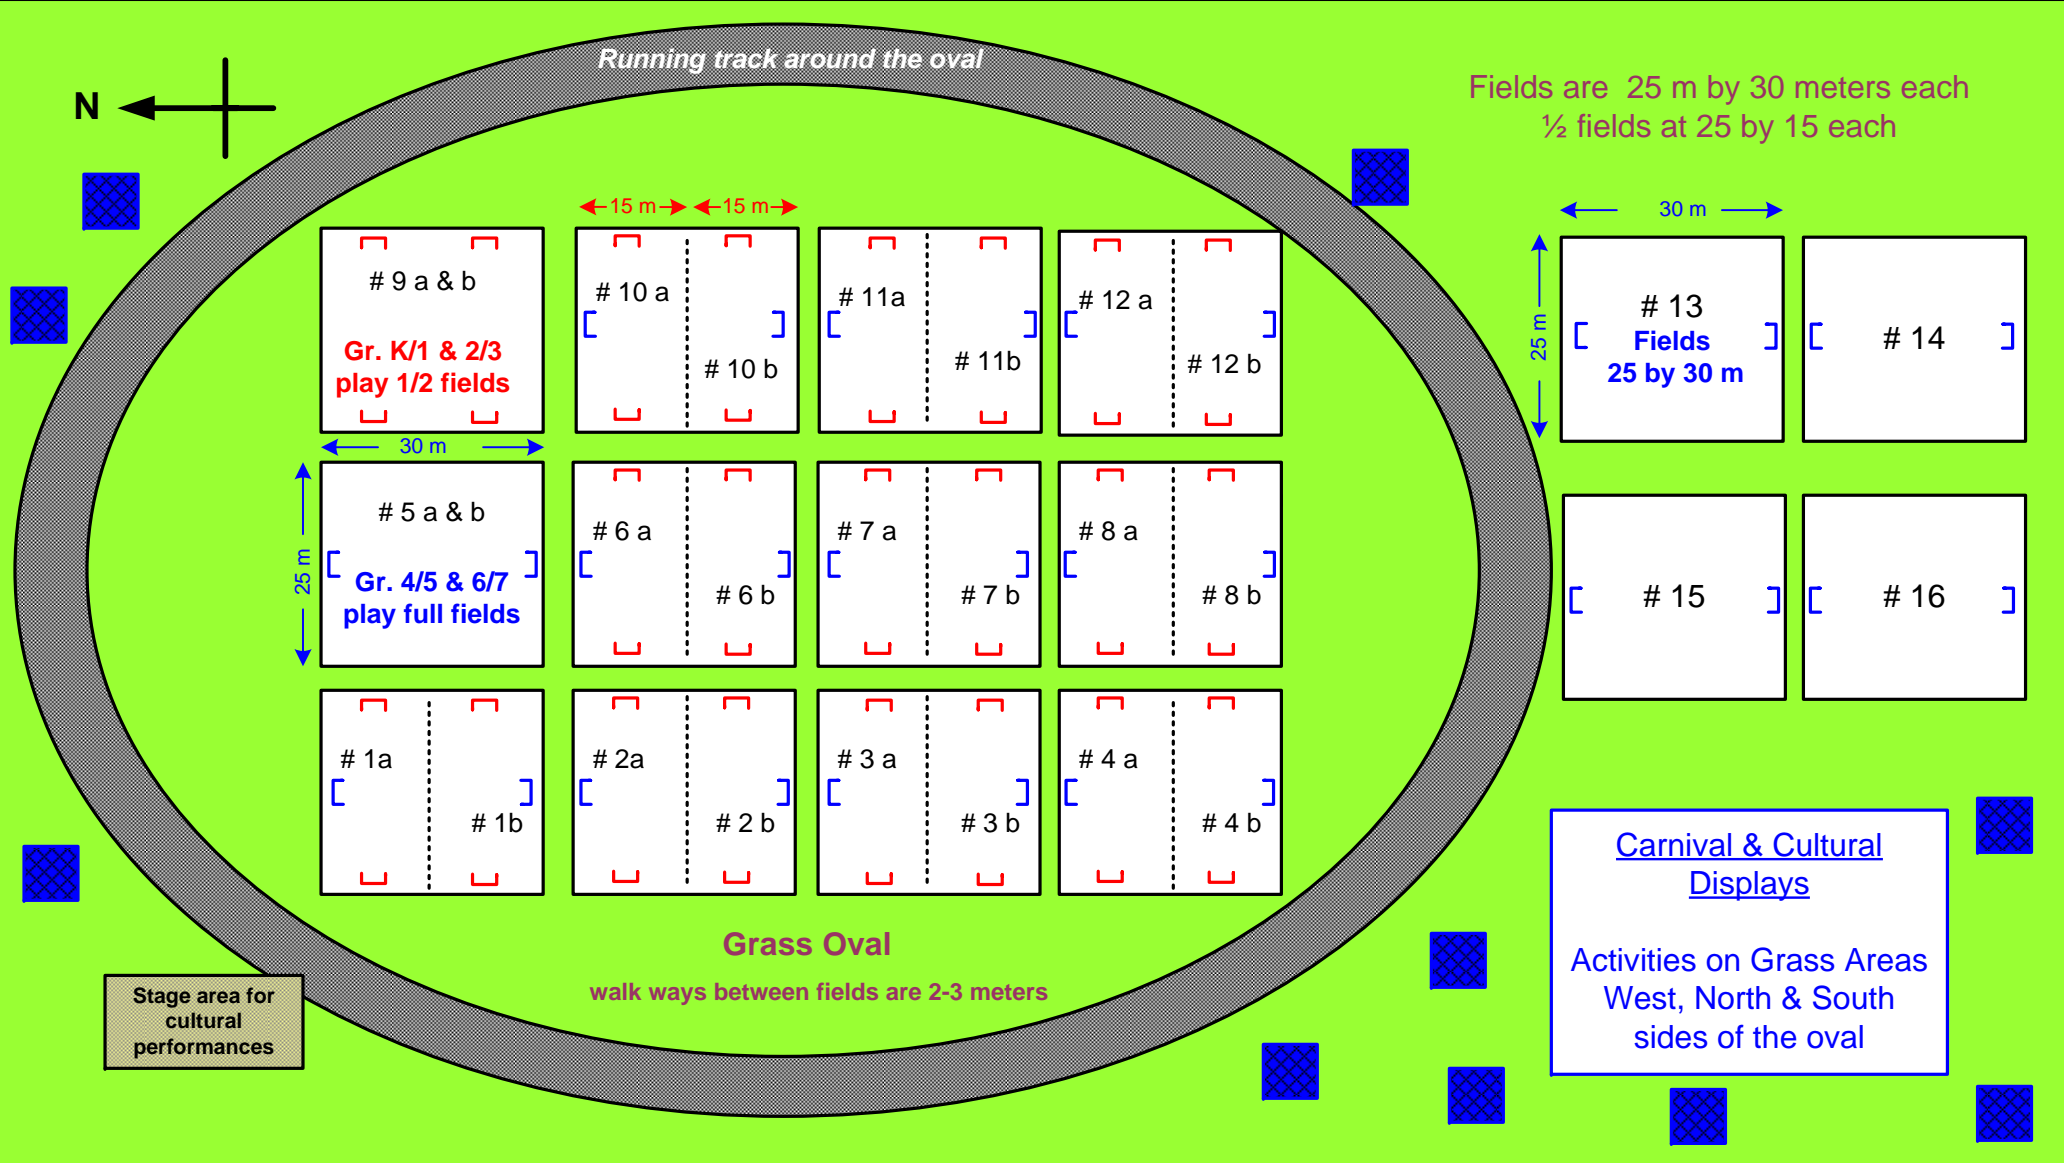 Running track around the oval
N
Fields are 25 m by 30 meters each
½ fields at 25 by 15 each
15 m
15 m
30 m
# 9 a & b
Gr. K/1 & 2/3
play 1/2 fields
# 10 a
# 10 b
# 11a
# 11b
# 12 a
# 12 b
25 m
# 13
Fields
25 by 30 m
# 14
30 m
25 m
# 5 a & b
Gr. 4/5 & 6/7
play full fields
# 6 a
# 6 b
# 7 a
# 7 b
# 8 a
# 8 b
# 15
# 16
# 1a
# 1b
# 2a
# 2 b
# 3 a
# 3 b
# 4 a
# 4 b
Carnival & Cultural
Displays
Activities on Grass Areas
West, North & South
sides of the oval
Grass Oval
walk ways between fields are 2-3 meters
Stage area for
cultural
performances